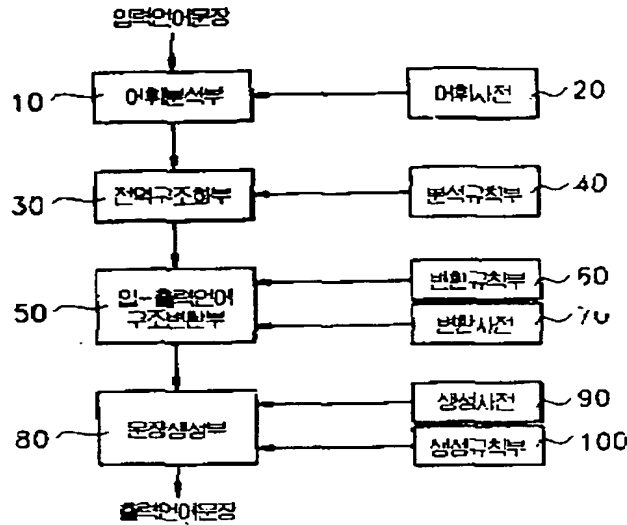 입력언어문장
10 어휘분석부 어휘사전 20
30 전역구조화부 분석규칙부 40
50 입-출력언어 변환규칙부 60
구조변환부 변환사전 70
80 문장생성부 생성사전 90
생성규칙부 100
출력언어문장